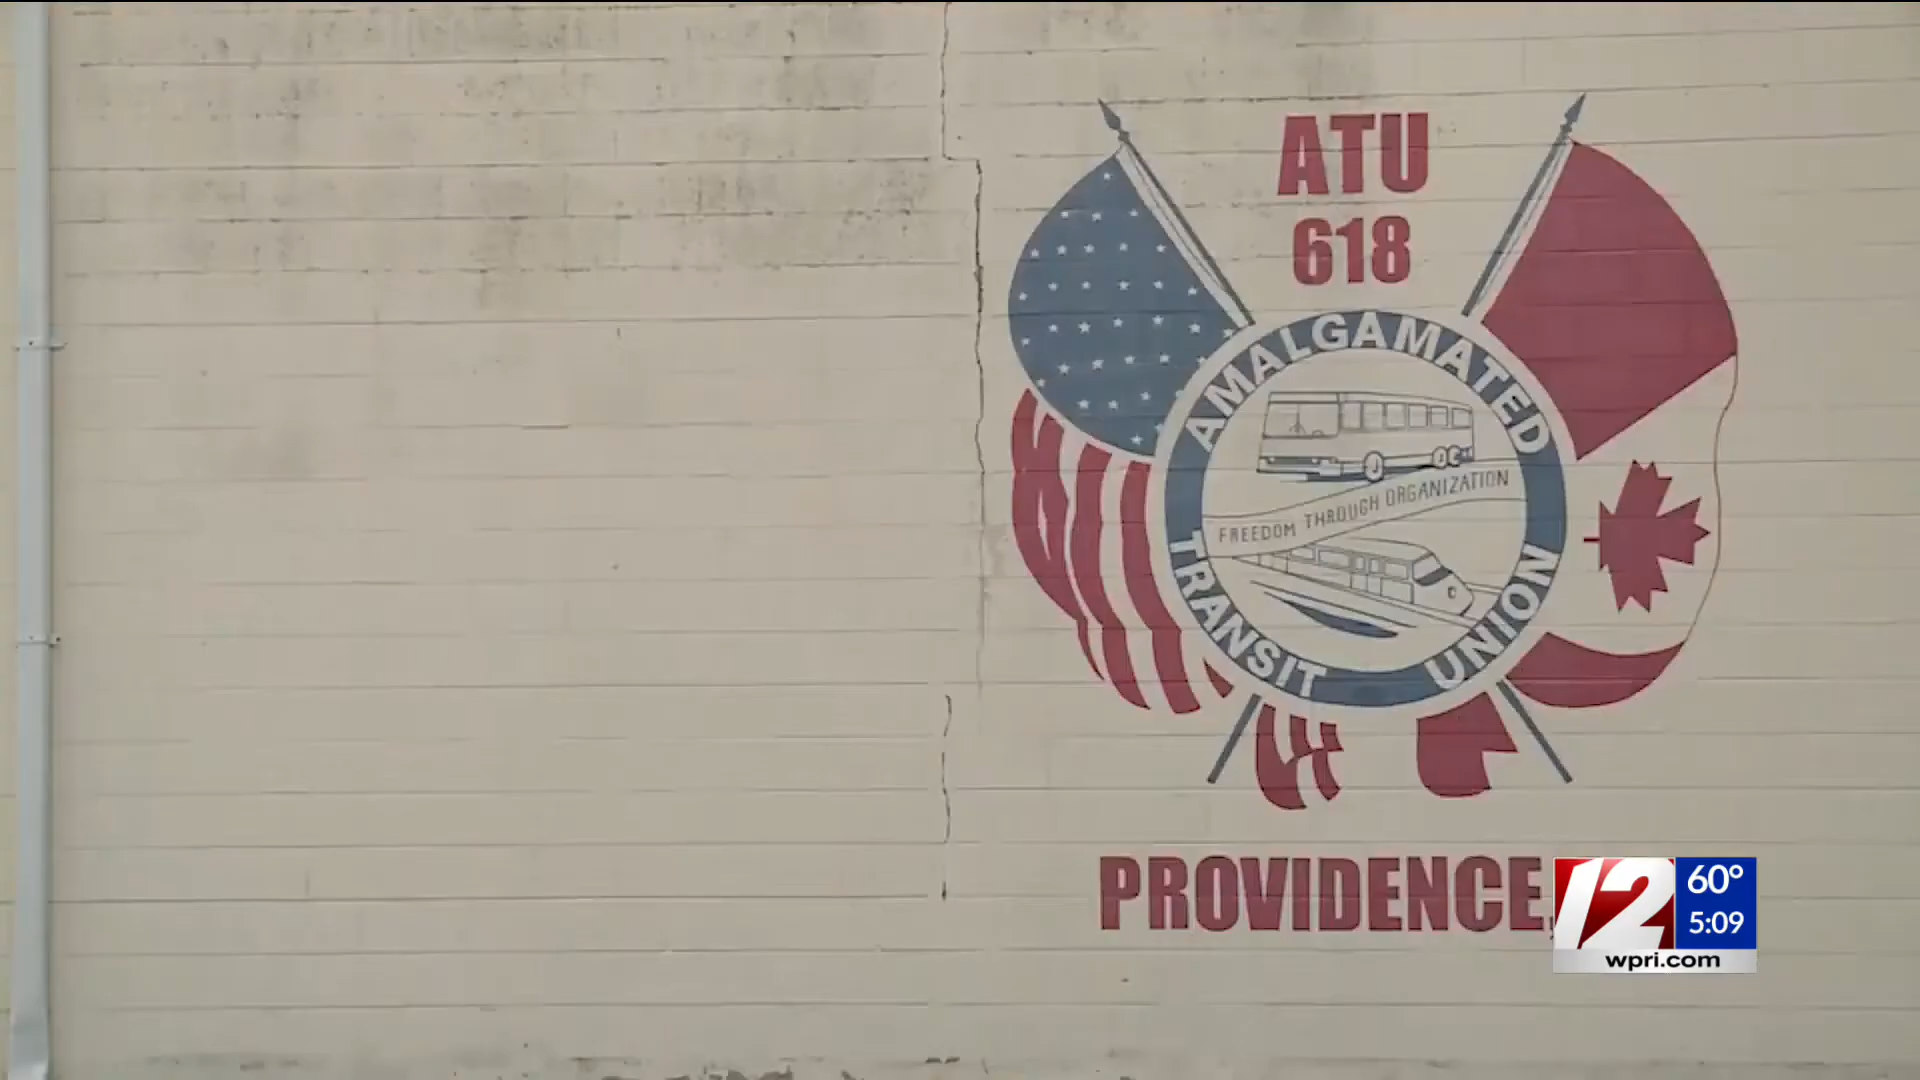 ATU
618
AMALGAMATED
FREEDOM THROUGH ORGANIZATION
TRANSIT UNION
PROVIDENCE,
12
60°
5:09
wpri.com